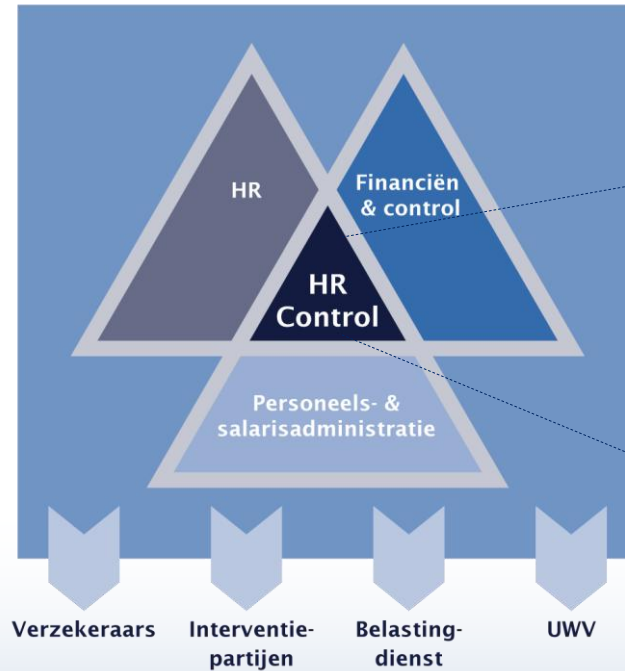 HR
Financiën
& control
HR
Control
Personeels- &
salarisadministratie
Verzekeraars
Interventie-
partijen
Belasting-
dienst
UWV